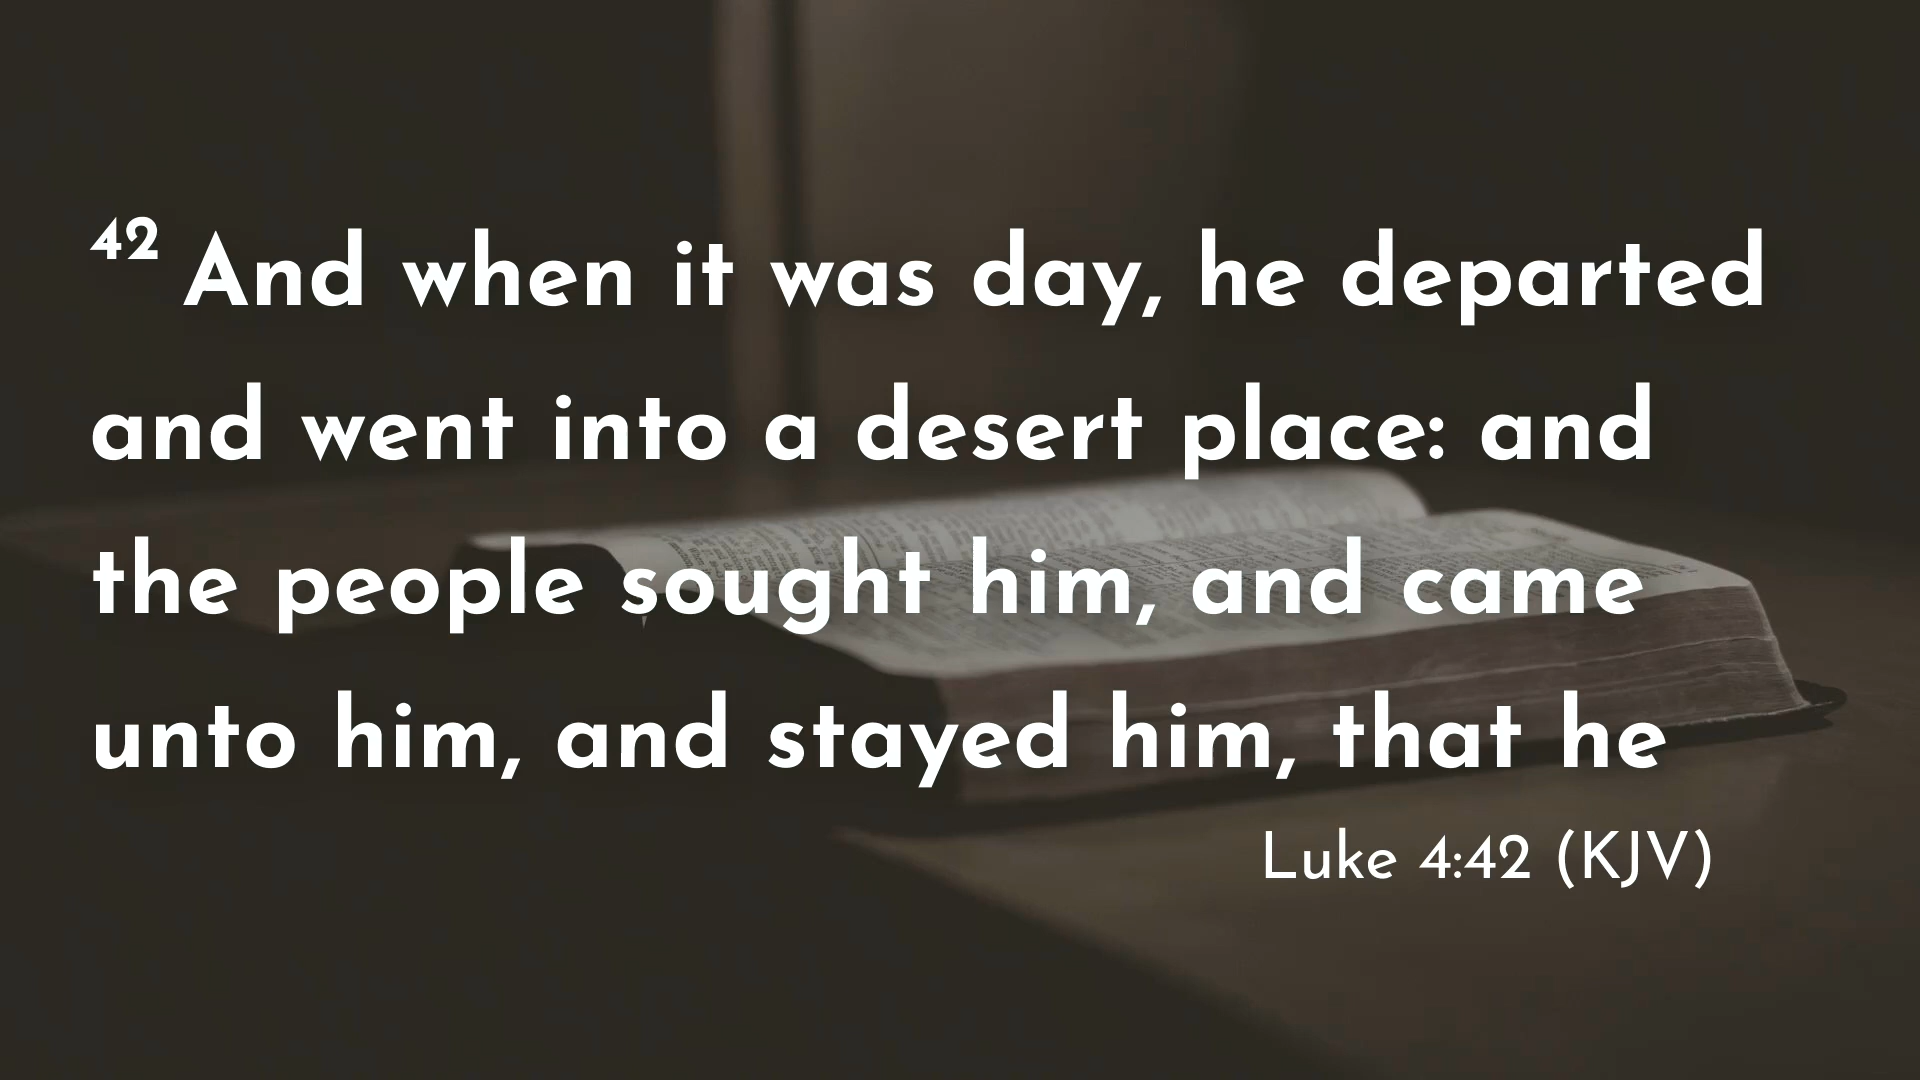 42 And when it was day, he departed
and went into a desert place: and
the people sought him, and came
unto him, and stayed him, that he
Luke 4:42 (KJV)